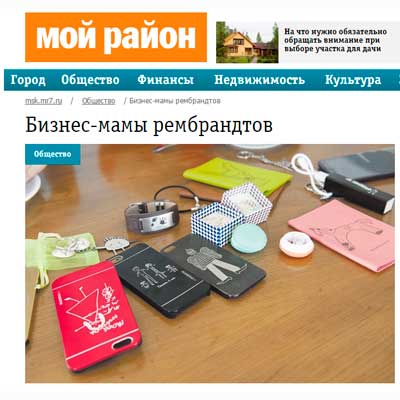 мой район
На что нужно обязательно
обращать внимание при
выборе участка для дачи
Город Общество Финансы Недвижимость Культура
msk.mr7.ru / Общество / Бизнес-мамы рембрандтов
Бизнес-мамы рембрандтов
Общество